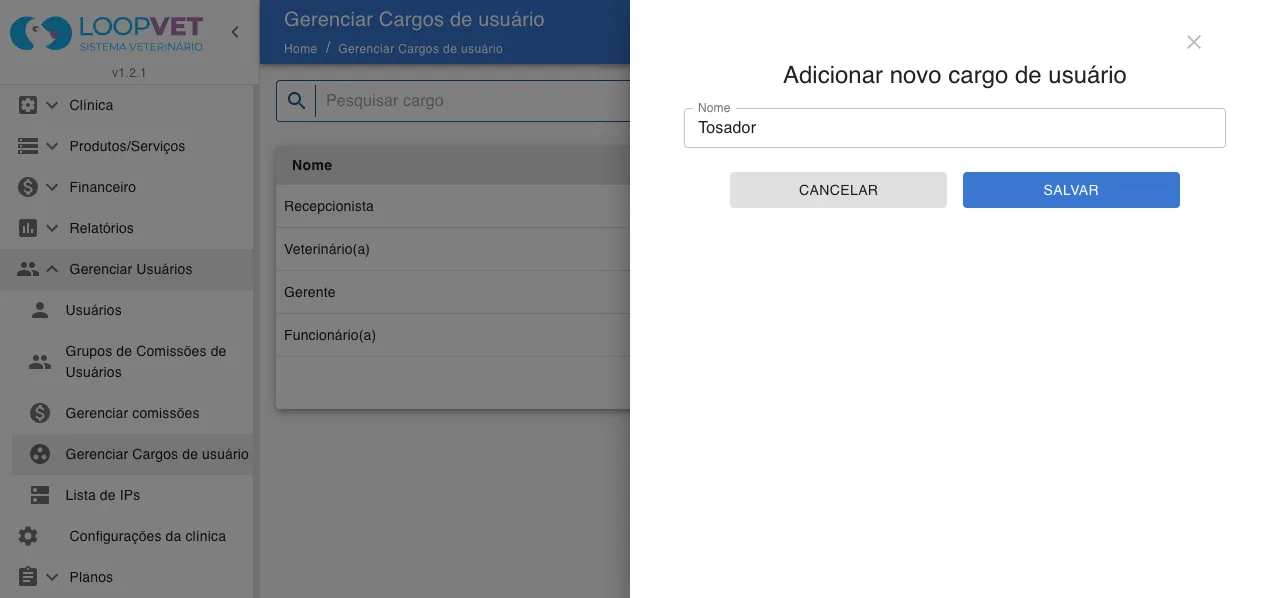 LOOPVET
SISTEMA VETERINÁRIO
v1.2.1
Clínica
Produtos/Serviços
Financeiro
Relatórios
Gerenciar Usuários
Usuários
Grupos de Comissões de
Usuários
Gerenciar comissões
Gerenciar Cargos de usuário
Lista de IPs
Configurações da clínica
Planos
Gerenciar Cargos de usuário
Home / Gerenciar Cargos de usuário
Pesquisar cargo
Nome
Recepcionista
Veterinário(a)
Gerente
Funcionário(a)
Adicionar novo cargo de usuário
Nome
Tosador
CANCELAR SALVAR